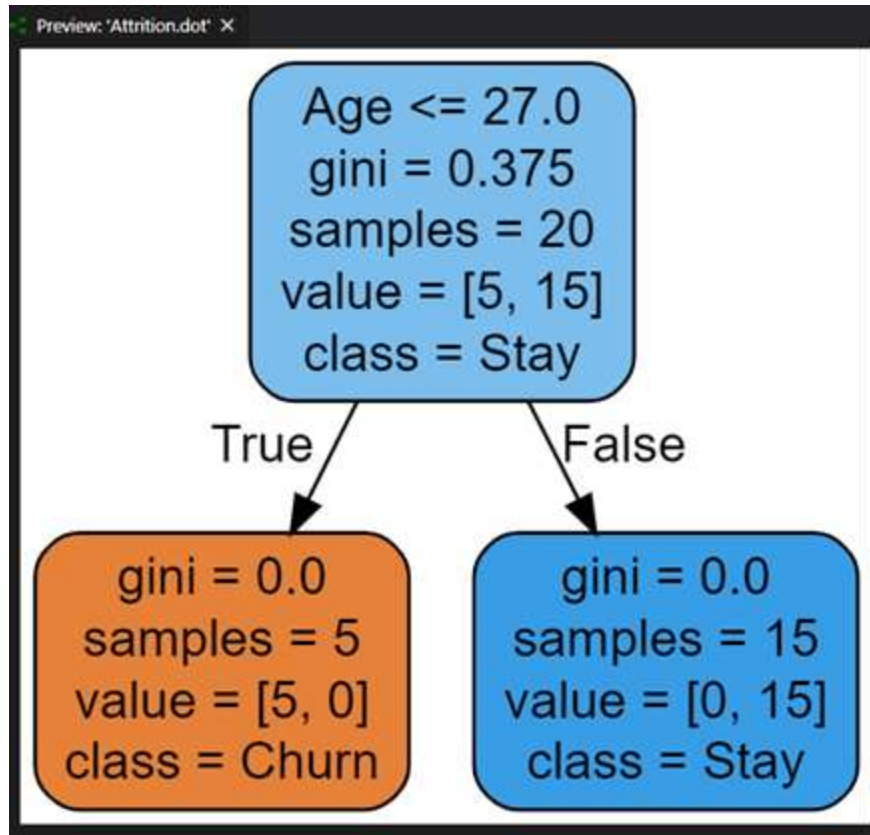 Preview: 'Attrition.dot' ×
Age <= 27.0
gini = 0.375
samples = 20
value = [5, 15]
class = Stay
True
False
gini = 0.0
samples = 5
value = [5, 0]
class = Churn
gini = 0.0
samples = 15
value = [0, 15]
class = Stay